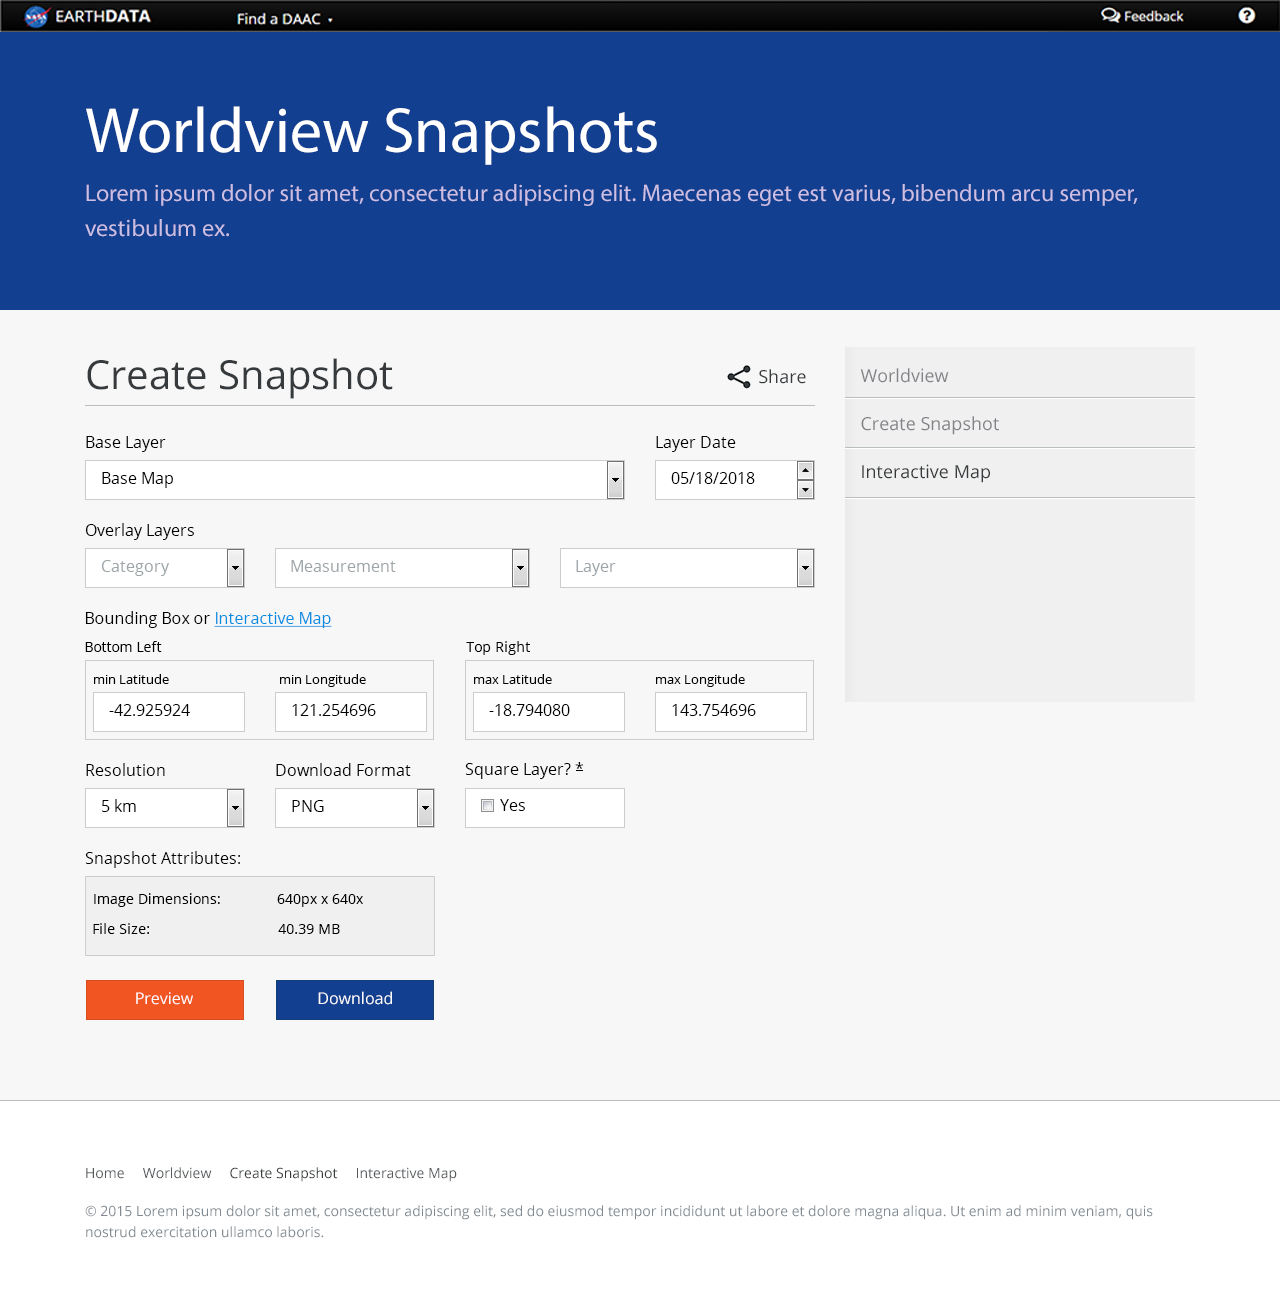 EARTHDATA
Find a DAAC
Feedback
?
Worldview Snapshots
Lorem ipsum dolor sit amet, consectetur adipiscing elit. Maecenas eget est varius, bibendum arcu semper,
vestibulum ex.
Create Snapshot
Share
Base Layer
Layer Date
Base Map
05/18/2018
Overlay Layers
Category
Measurement
Layer
Bounding Box or Interactive Map
Bottom Left
Top Right
min Latitude
min Longitude
max Latitude
max Longitude
-42.925924
121.254696
-18.794080
143.754696
Resolution
Download Format
Square Layer? *
5 km
PNG
Yes
Snapshot Attributes:
Image Dimensions: 640px x 640x
File Size: 40.39 MB
Preview
Download
Worldview
Create Snapshot
Interactive Map
Home Worldview Create Snapshot Interactive Map
© 2015 Lorem ipsum dolor sit amet, consectetur adipiscing elit, sed do eiusmod tempor incididunt ut labore et dolore magna aliqua. Ut enim ad minim veniam, quis
nostrud exercitation ullamco laboris.